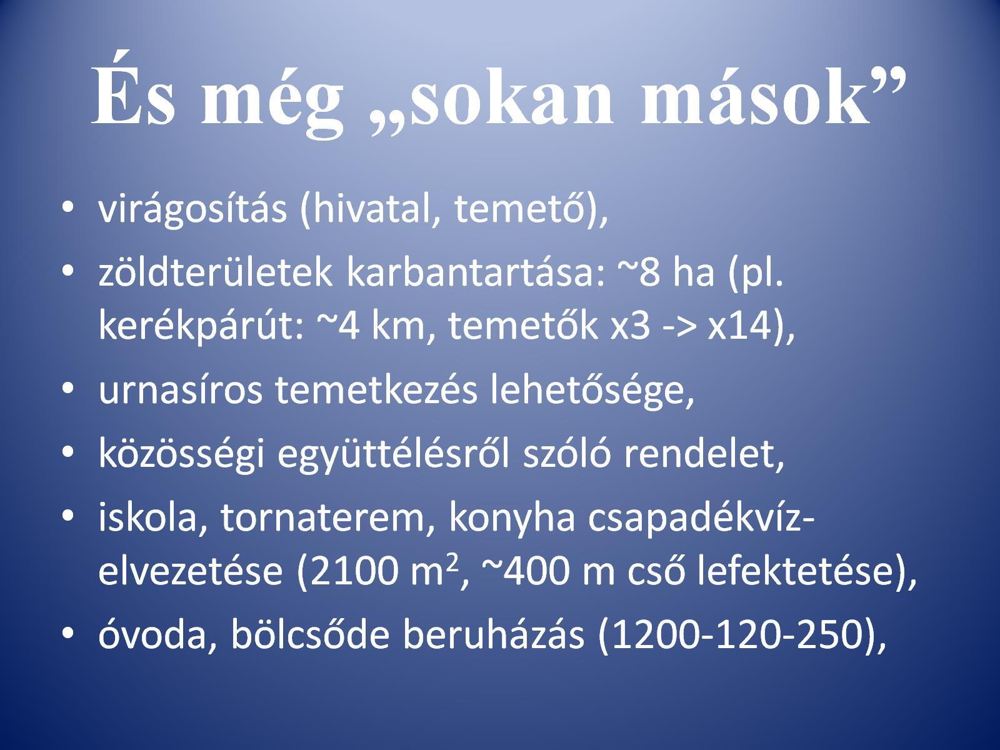 És még „sokan mások”
• virágosítás (hivatal, temető),
• zöldterületek karbantartása: ~8 ha (pl.
kerékpárút: ~4 km, temetők x3 -> x14),
• urnasíros temetkezés lehetősége,
• közösségi együttélésről szóló rendelet,
• iskola, tornaterem, konyha csapadékvíz-
elvezetése (2100 m², ~400 m cső lefektetése),
• óvoda, bölcsőde beruházás (1200-120-250),